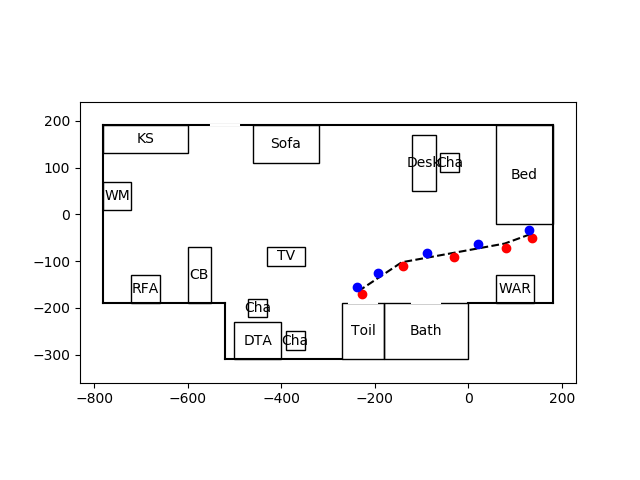 200
100
0
−100
−200
−300
−800
−600
−400
−200
0
200
KS
Sofa
Desk
Cha
Bed
WM
TV
CB
RFA
WAR
Cha
DTA
Cha
Toil
Bath